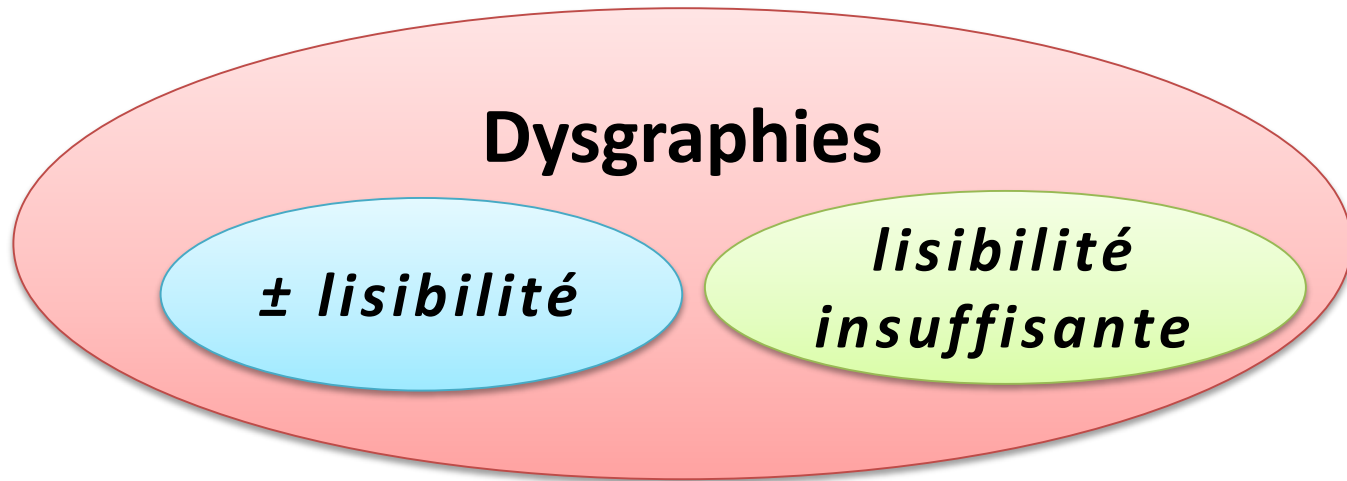 Dysgraphies
± lisibilité
lisibilité
insuffisante